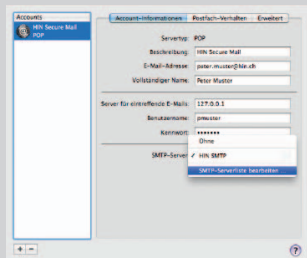 Accounts
HIN Secure Mail
POP
Account-Informationen Postfach-Verhalten Erweitert
Servertyp: POP
Beschreibung: HIN Secure Mail
E-Mail-Adresse: peter.muster@hin.ch
Vollständiger Name: Peter Muster
Server für eintreffende E-Mails: 127.0.0.1
Benutzername: pmuster
Kennwort: •••••••
Ohne
SMTP-Server ✓ HIN SMTP
SMTP-Serverliste bearbeiten
+ - ?